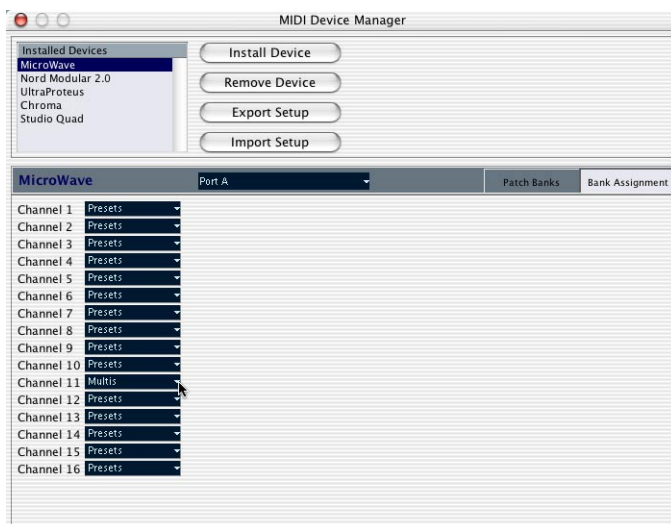 MIDI Device Manager
Installed Devices
MicroWave
Nord Modular 2.0
UltraProteus
Chroma
Studio Quad
Install Device
Remove Device
Export Setup
Import Setup
MicroWave Port A Patch Banks Bank Assignment
Channel 1 Presets
Channel 2 Presets
Channel 3 Presets
Channel 4 Presets
Channel 5 Presets
Channel 6 Presets
Channel 7 Presets
Channel 8 Presets
Channel 9 Presets
Channel 10 Presets
Channel 11 Multis
Channel 12 Presets
Channel 13 Presets
Channel 14 Presets
Channel 15 Presets
Channel 16 Presets